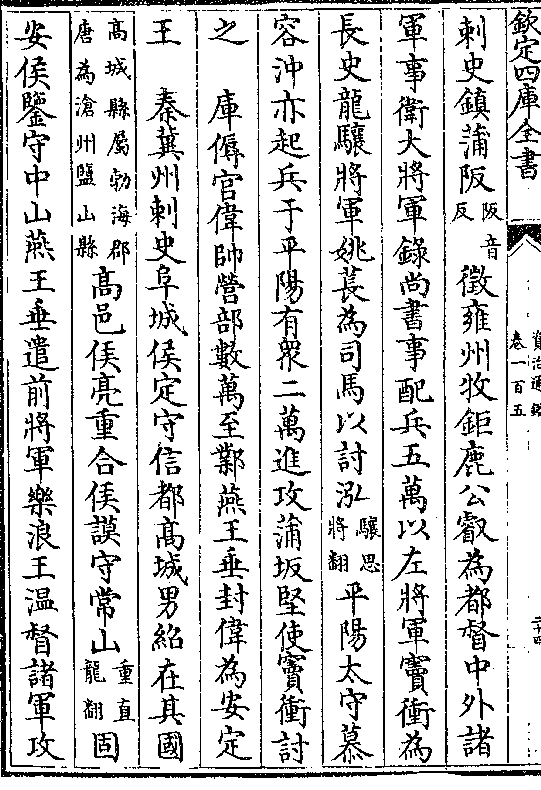 欽定四庫全書
資治通鑑
卷一百五
二十四
刺史鎮蒲阪阪音反徵雍州牧鉅鹿公叡為都督中外諸
軍事衛大將軍錄尚書事配兵五萬以左將軍竇衝為
長史龍驤將軍姚萇為司馬以討泓驤思將翻平陽太守慕
容沖亦起兵于平陽有衆二萬進攻蒲坂堅使竇衝討
之 庫傉官偉帥營部數萬至鄴燕王垂封偉為安定
王 秦冀州刺史阜城侯定守信都高城男紹在其國
高城縣屬勃海郡唐為滄州鹽山縣高邑侯亮重合侯謨守常山重直龍翻固
安侯鑒守中山燕王垂遣前將軍樂浪王温督諸軍攻